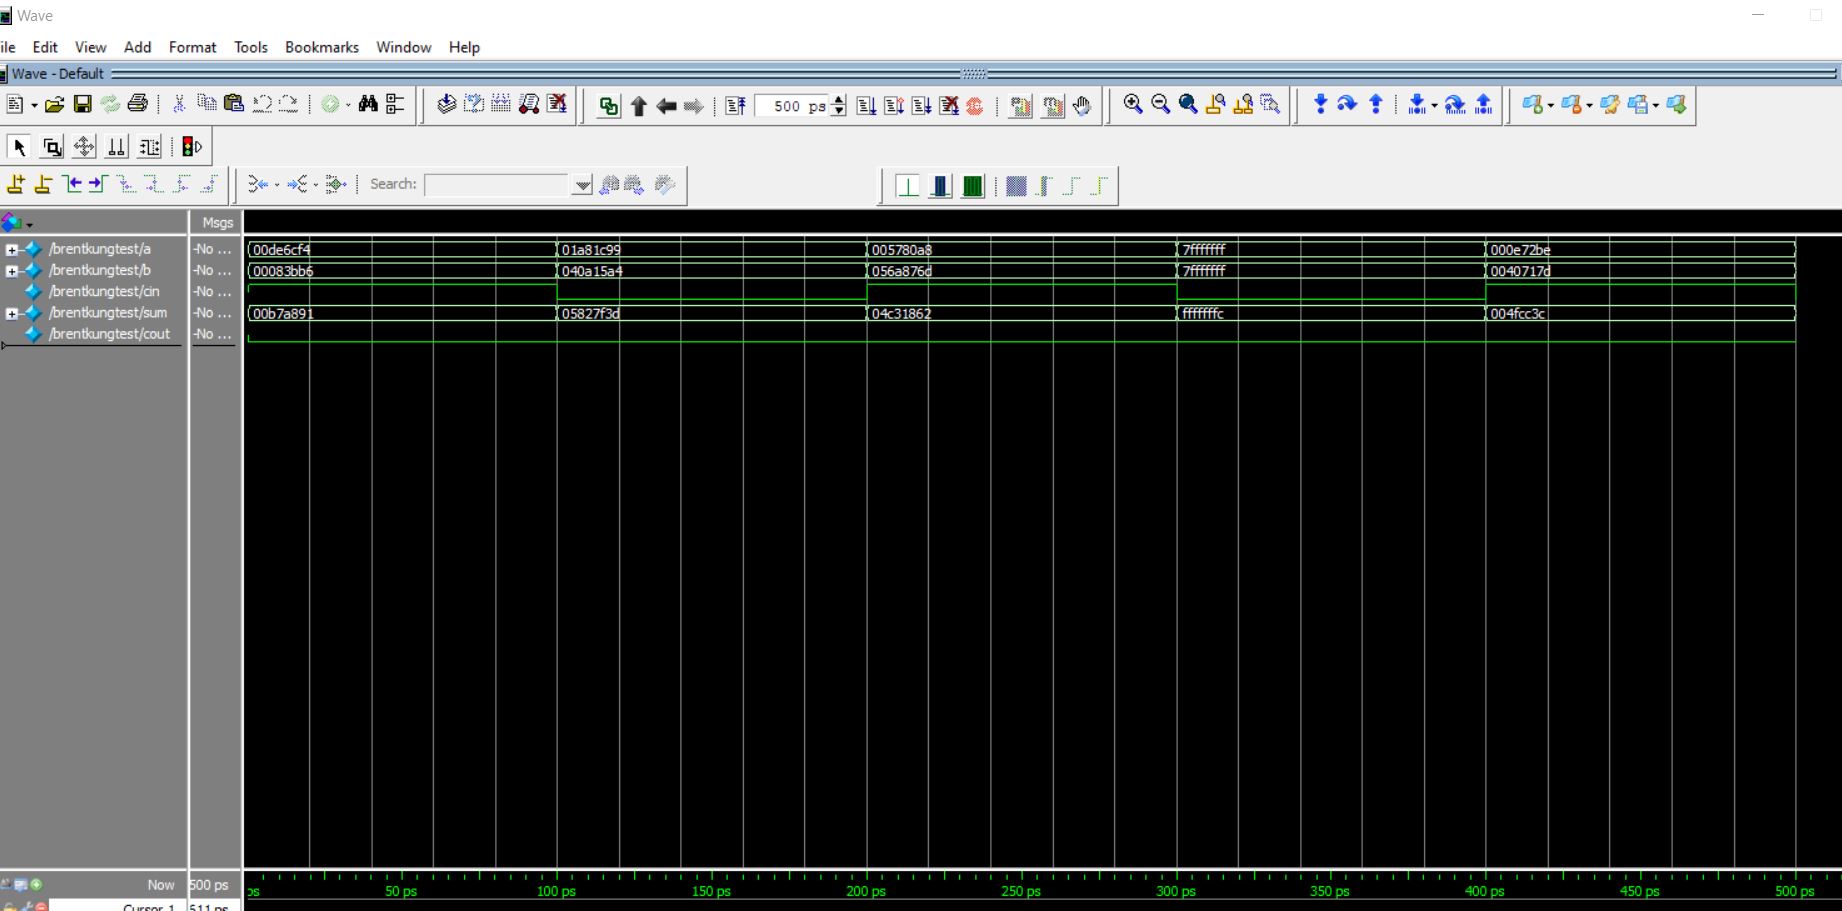 Wave
ile Edit View Add Format Tools Bookmarks Window Help
Wave - Default
500 ps
Search:
Msgs
/brentkungtest/a -No ... 00de6cf4 01a81c99 005780a8 7fffffff 000e72be
/brentkungtest/b -No ... 00083bb6 040a15a4 056a876d 7fffffff 0040717d
/brentkungtest/cin -No ...
/brentkungtest/sum -No ... 00b7a891 05827f3d 04c31862 fffffffc 004fcc3c
/brentkungtest/cout -No ...
Now 500 ps ps 50 ps 100 ps 150 ps 200 ps 250 ps 300 ps 350 ps 400 ps 450 ps 500 ps
Cursor 1 511 ps